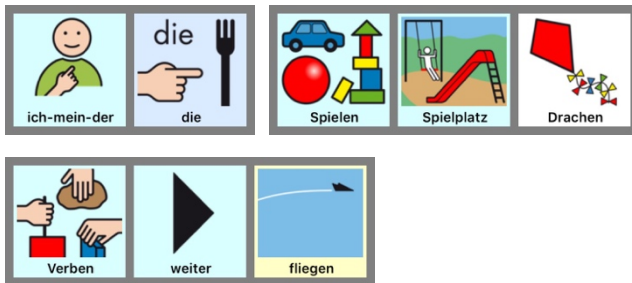 die
ich-mein-der die Spielen Spielplatz Drachen
Verben weiter fliegen